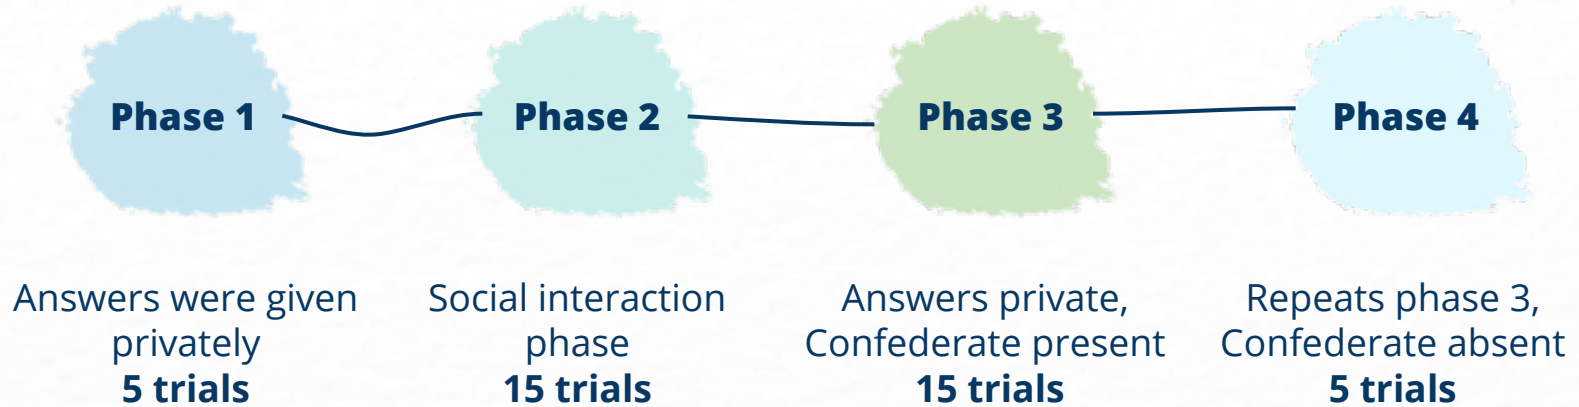 Phase 1
Phase 2
Phase 3
Phase 4
Answers were given
privately
5 trials
Social interaction
phase
15 trials
Answers private,
Confederate present
15 trials
Repeats phase 3,
Confederate absent
5 trials